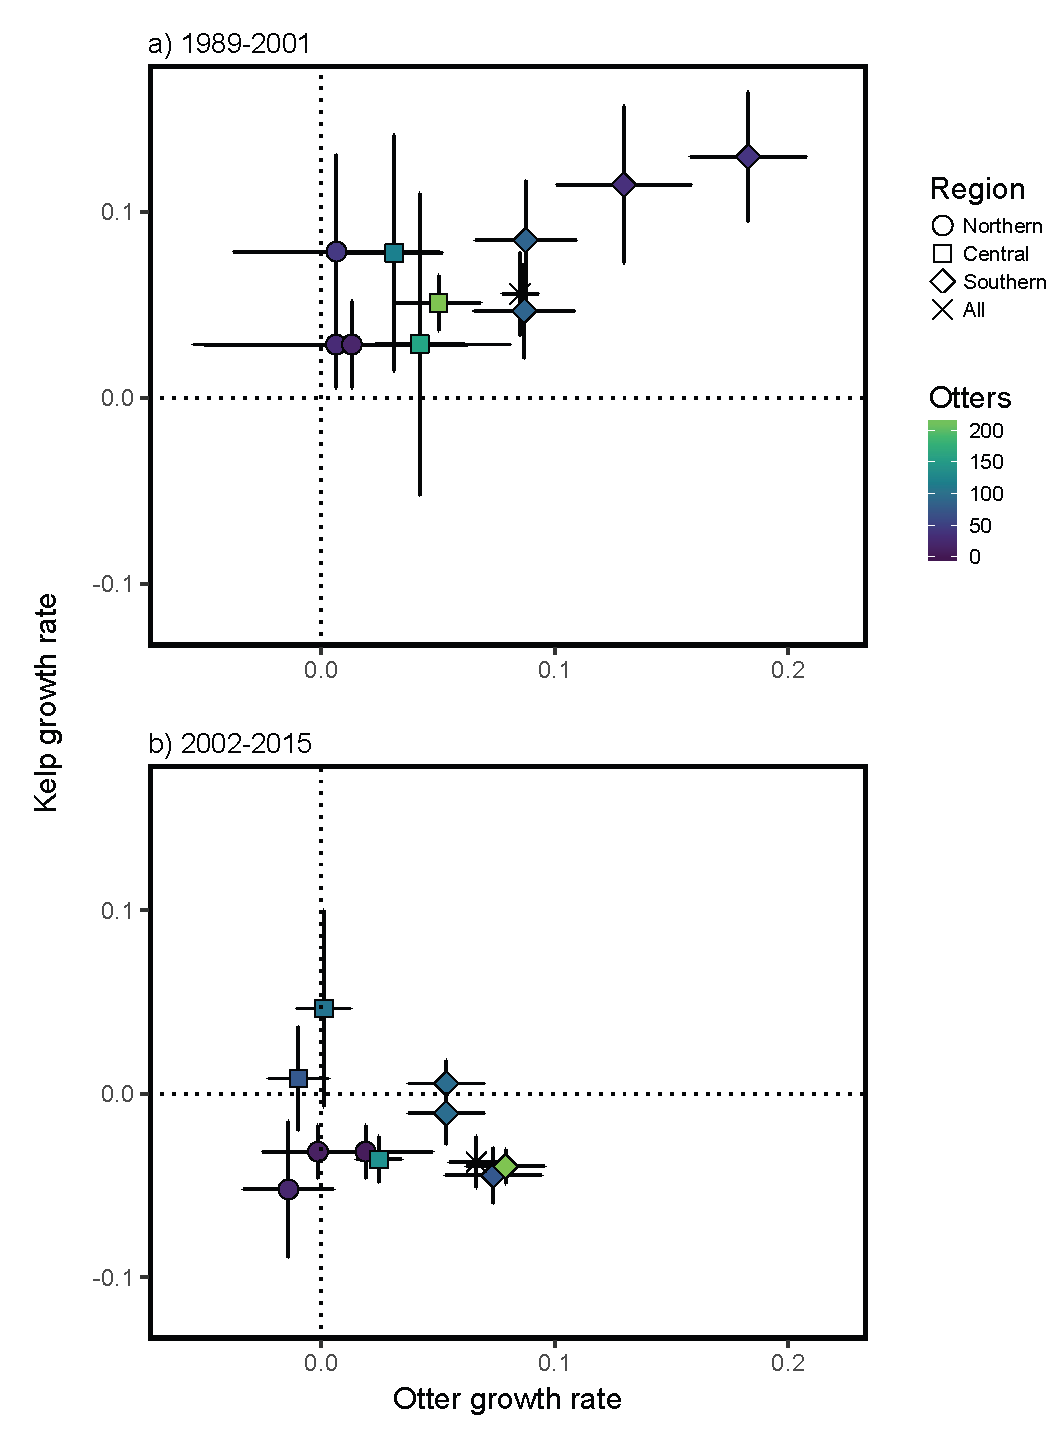 a) 1989-2001
0.1
0.0
-0.1
0.0 0.1 0.2
Region
Northern
Central
Southern
All
Otters
200
150
100
50
0
Kelp growth rate
b) 2002-2015
0.1
0.0
-0.1
0.0 0.1 0.2
Otter growth rate